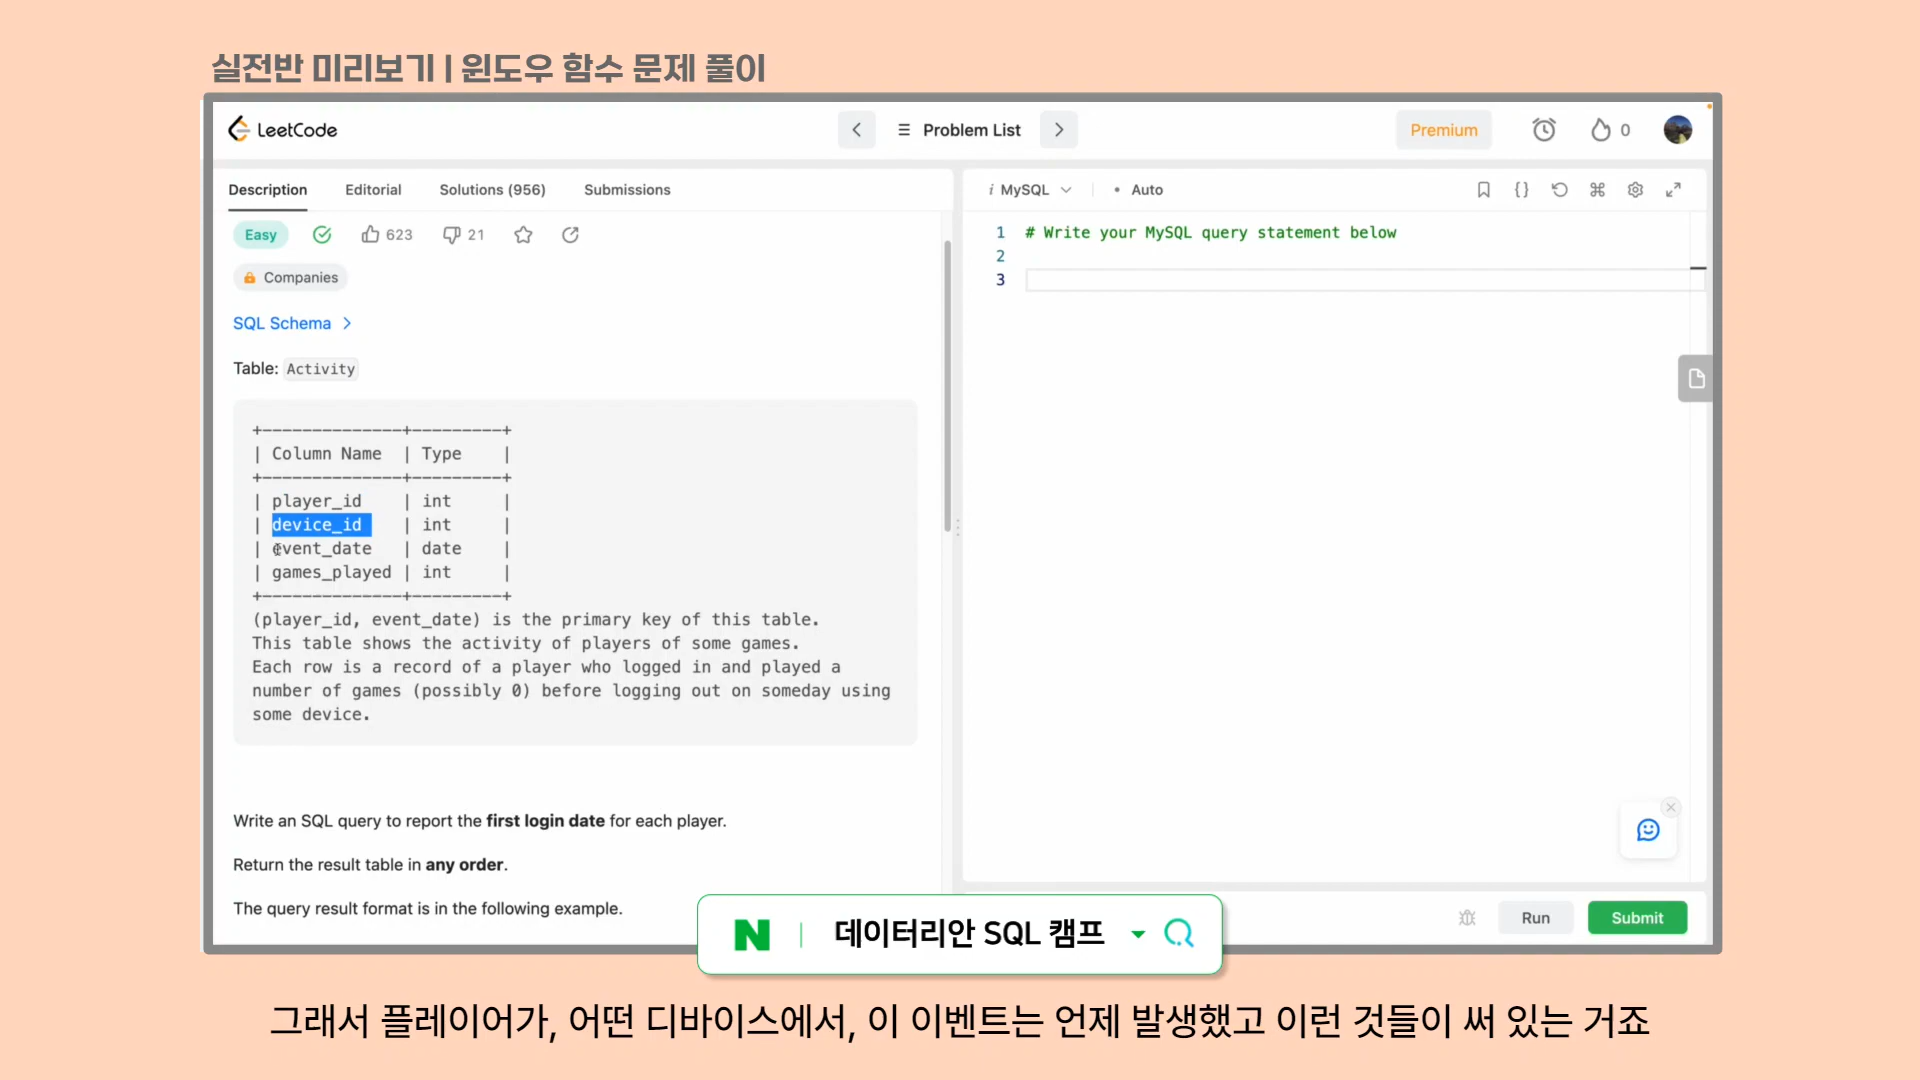 실전반 미리보기 | 윈도우 함수 문제 풀이
LeetCode
Problem List
Premium
0
Description
Editorial
Solutions (956)
Submissions
i MySQL
• Auto
Easy
623
21
Companies
SQL Schema
Table: Activity
+--------------+---------+
| Column Name  | Type    |
+--------------+---------+
| player_id    | int     |
| device_id    | int     |
| event_date   | date    |
| games_played | int     |
+--------------+---------+
(player_id, event_date) is the primary key of this table.
This table shows the activity of players of some games.
Each row is a record of a player who logged in and played a
number of games (possibly 0) before logging out on someday using
some device.
Write an SQL query to report the first login date for each player.
Return the result table in any order.
The query result format is in the following example.
1 # Write your MySQL query statement below
2
3
Run
Submit
N | 데이터리안 SQL 캠프
그래서 플레이어가, 어떤 디바이스에서, 이 이벤트는 언제 발생했고 이런 것들이 써 있는 거죠